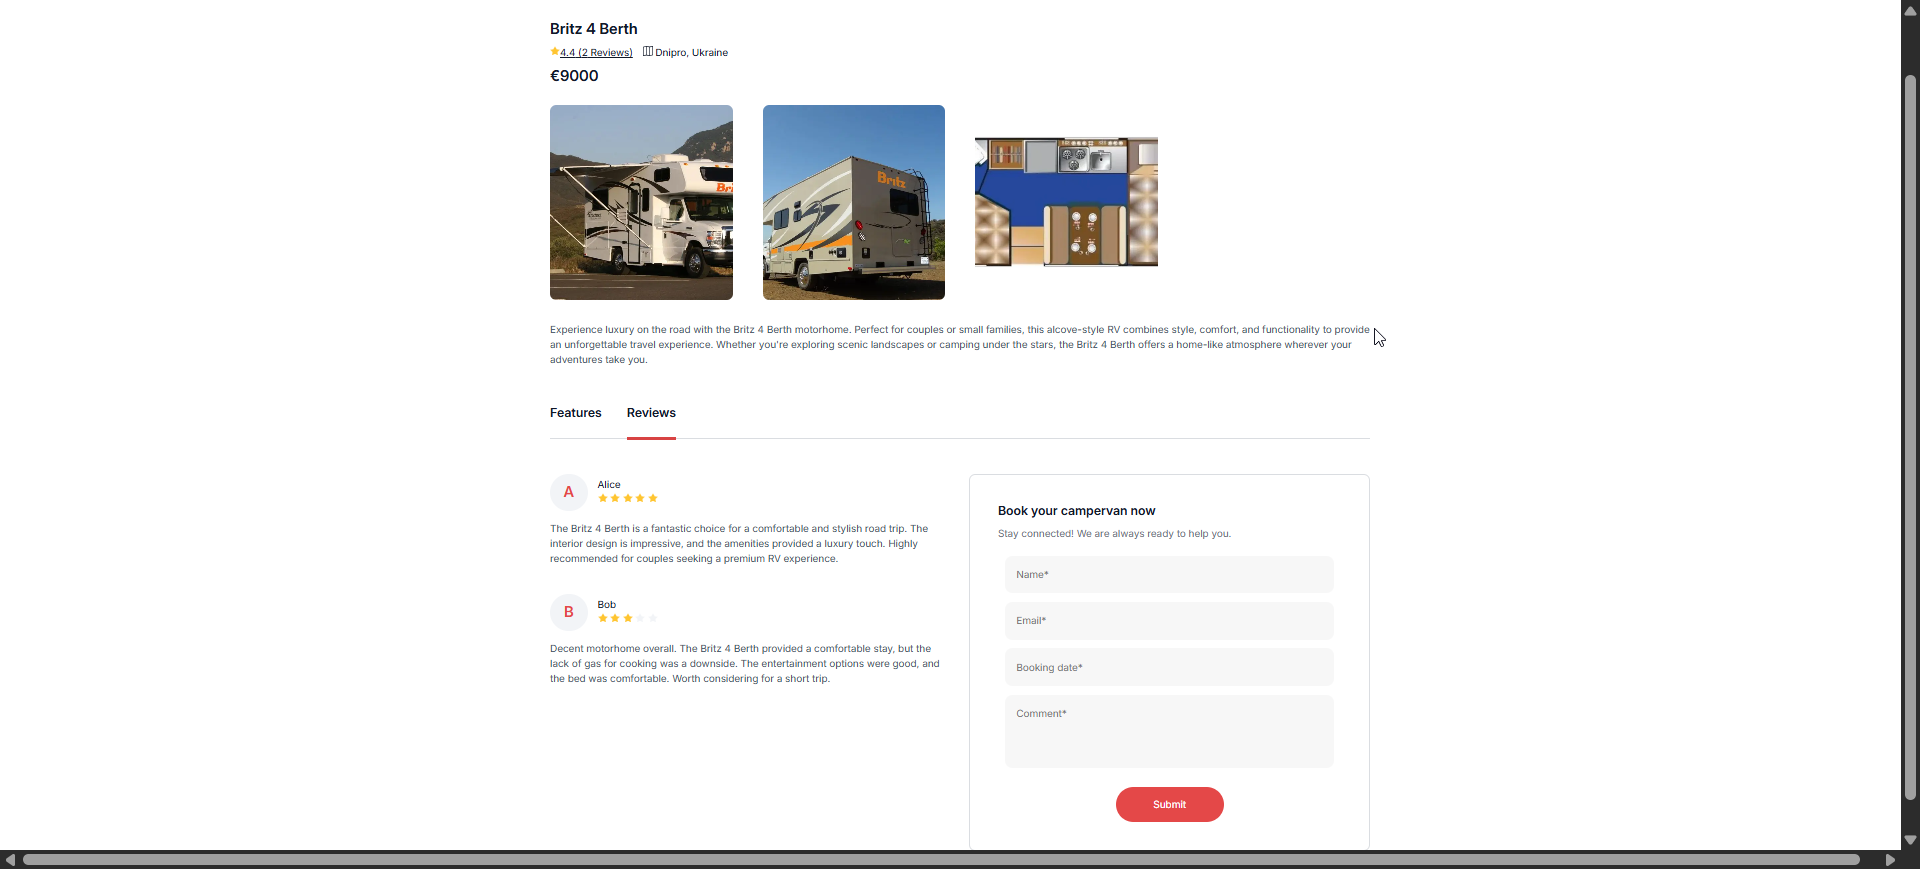 Britz 4 Berth
4.4 (2 Reviews) Dnipro, Ukraine
€9000
Bri
Britz
Experience luxury on the road with the Britz 4 Berth motorhome. Perfect for couples or small families, this alcove-style RV combines style, comfort, and functionality to provide
an unforgettable travel experience. Whether you're exploring scenic landscapes or camping under the stars, the Britz 4 Berth offers a home-like atmosphere wherever your
adventures take you.
Features Reviews
A
Alice
The Britz 4 Berth is a fantastic choice for a comfortable and stylish road trip. The
interior design is impressive, and the amenities provided a luxury touch. Highly
recommended for couples seeking a premium RV experience.
B
Bob
Decent motorhome overall. The Britz 4 Berth provided a comfortable stay, but the
lack of gas for cooking was a downside. The entertainment options were good, and
the bed was comfortable. Worth considering for a short trip.
Book your campervan now
Stay connected! We are always ready to help you.
Name*
Email*
Booking date*
Comment*
Submit